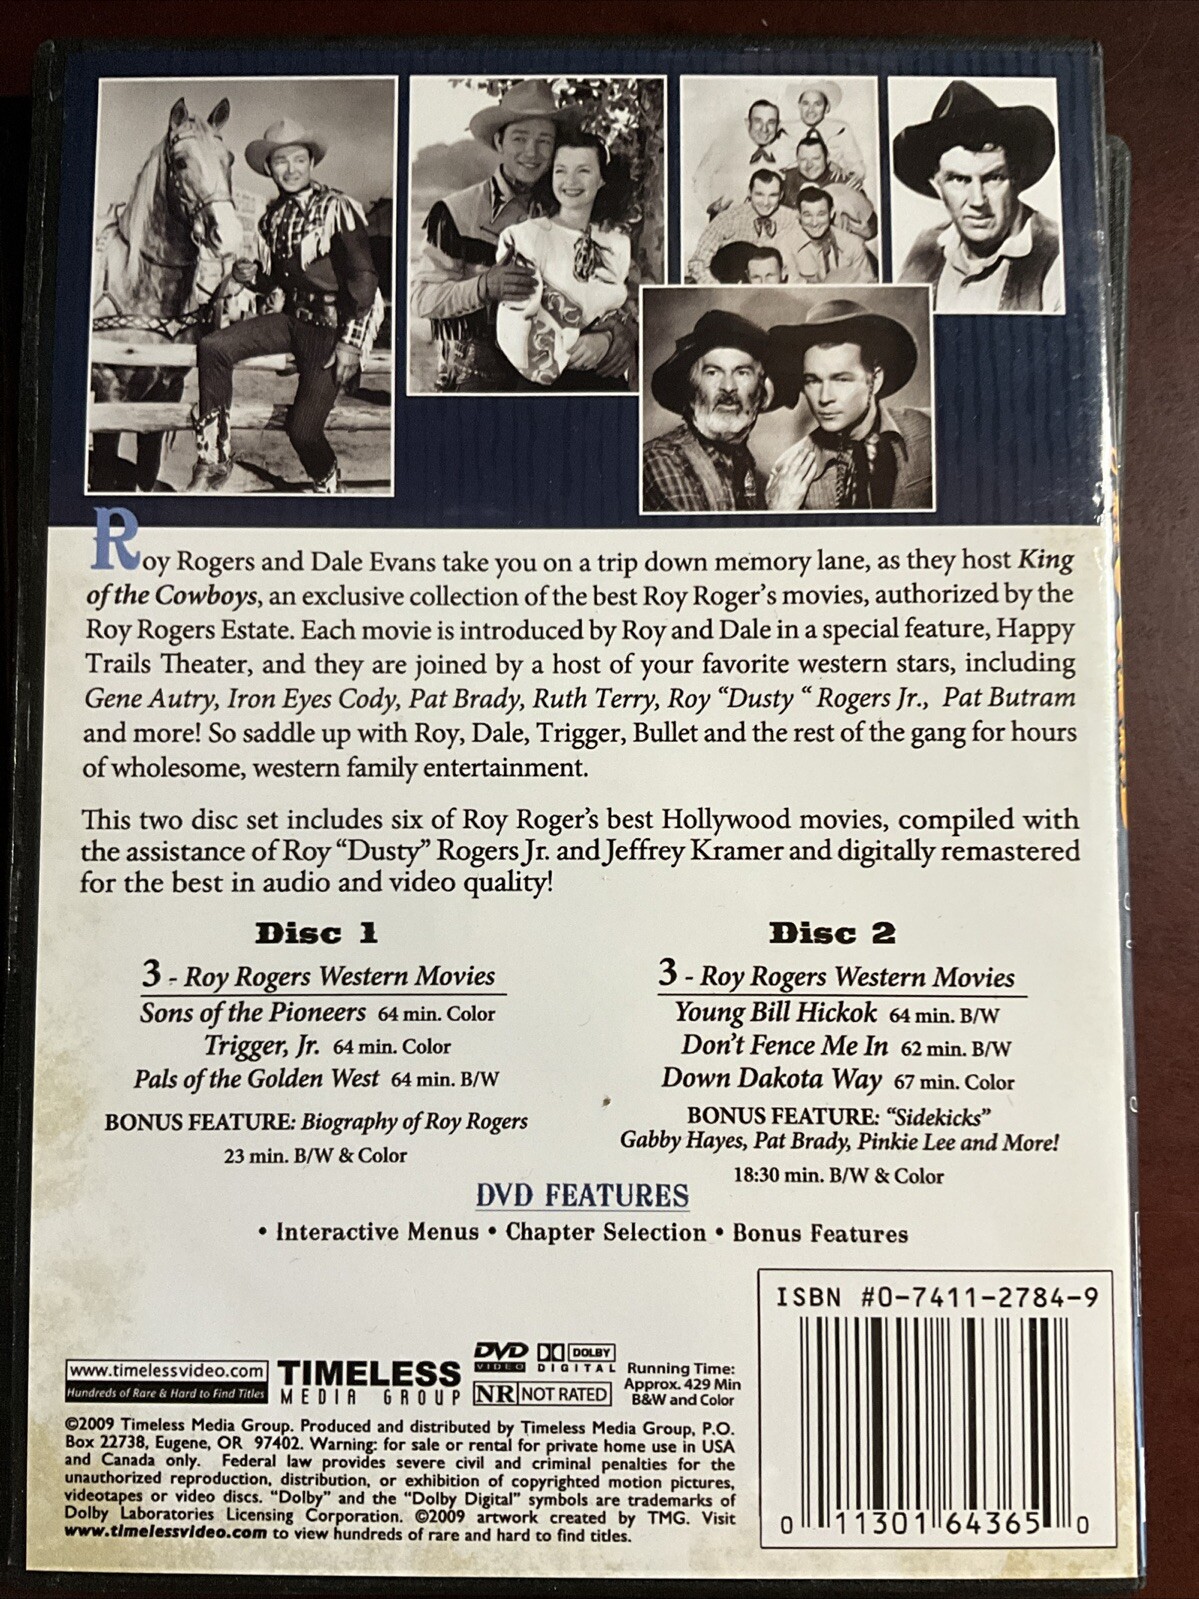 Roy Rogers and Dale Evans take you on a trip down memory lane, as they host King
of the Cowboys, an exclusive collection of the best Roy Roger's movies, authorized by the
Roy Rogers Estate. Each movie is introduced by Roy and Dale in a special feature, Happy
Trails Theater, and they are joined by a host of your favorite western stars, including
Gene Autry, Iron Eyes Cody, Pat Brady, Ruth Terry, Roy “Dusty “ Rogers Jr., Pat Butram
and more! So saddle up with Roy, Dale, Trigger, Bullet and the rest of the gang for hours
of wholesome, western family entertainment.
This two disc set includes six of Roy Roger's best Hollywood movies, compiled with
the assistance of Roy “Dusty” Rogers Jr. and Jeffrey Kramer and digitally remastered
for the best in audio and video quality!
Disc 1
3 - Roy Rogers Western Movies
Sons of the Pioneers 64 min. Color
Trigger, Jr. 64 min. Color
Pals of the Golden West 64 min. B/W
BONUS FEATURE: Biography of Roy Rogers
23 min. B/W & Color
Disc 2
3 - Roy Rogers Western Movies
Young Bill Hickok 64 min. B/W
Don't Fence Me In 62 min. B/W
Down Dakota Way 67 min. Color
BONUS FEATURE: “Sidekicks”
Gabby Hayes, Pat Brady, Pinkie Lee and More!
18:30 min. B/W & Color
DVD FEATURES
• Interactive Menus • Chapter Selection • Bonus Features
www.timelessvideo.com
Hundreds of Rare & Hard to Find Titles
TIMELESS
MEDIA GROUP
DVD
VIDEO
DOLBY
DIGITAL
NR NOT RATED
Running Time:
Approx. 429 Min
B&W and Color
©2009 Timeless Media Group. Produced and distributed by Timeless Media Group, P.O.
Box 22738, Eugene, OR 97402. Warning: for sale or rental for private home use in USA
and Canada only. Federal law provides severe civil and criminal penalties for the
unauthorized reproduction, distribution, or exhibition of copyrighted motion pictures,
videotapes or video discs. “Dolby” and the “Dolby Digital” symbols are trademarks of
Dolby Laboratories Licensing Corporation. ©2009 artwork created by TMG. Visit
www.timelessvideo.com to view hundreds of rare and hard to find titles.
ISBN #0-7411-2784-9
0 11301 64365 0